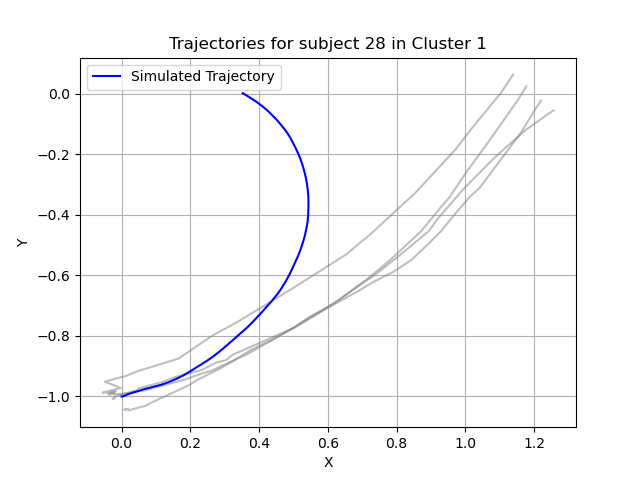 Trajectories for subject 28 in Cluster 1
Simulated Trajectory
0.0
−0.2
−0.4
−0.6
−0.8
−1.0
Y
0.0 0.2 0.4 0.6 0.8 1.0 1.2
X